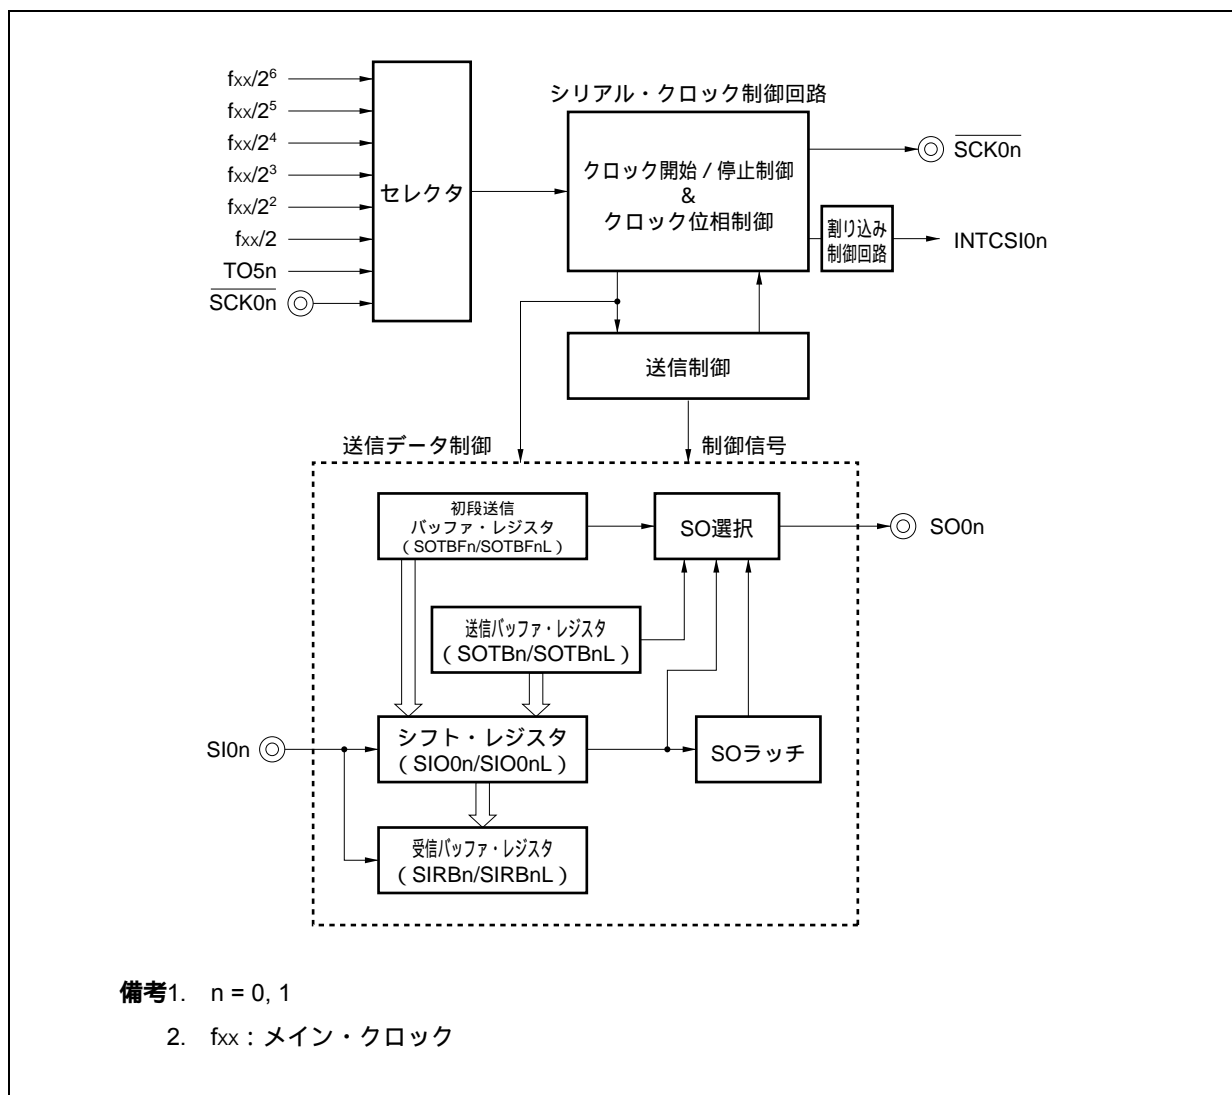 fxx/2⁶
fxx/2⁵
fxx/2⁴
fxx/2³
fxx/2²
fxx/2
TO5n
SCK0n
セレクタ
シリアル・クロック制御回路
クロック開始/停止制御
&
クロック位相制御
SCK0n
割り込み
制御回路
INTCSI0n
送信制御
送信データ制御
制御信号
初段送信
バッファ・レジスタ
(SOTBFn/SOTBFnL)
SO選択
SO0n
送信バッファ・レジスタ
(SOTBn/SOTBnL)
SI0n
シフト・レジスタ
(SIO0n/SIO0nL)
SOラッチ
受信バッファ・レジスタ
(SIRBn/SIRBnL)
備考1. n = 0, 1
2. fxx:メイン・クロック